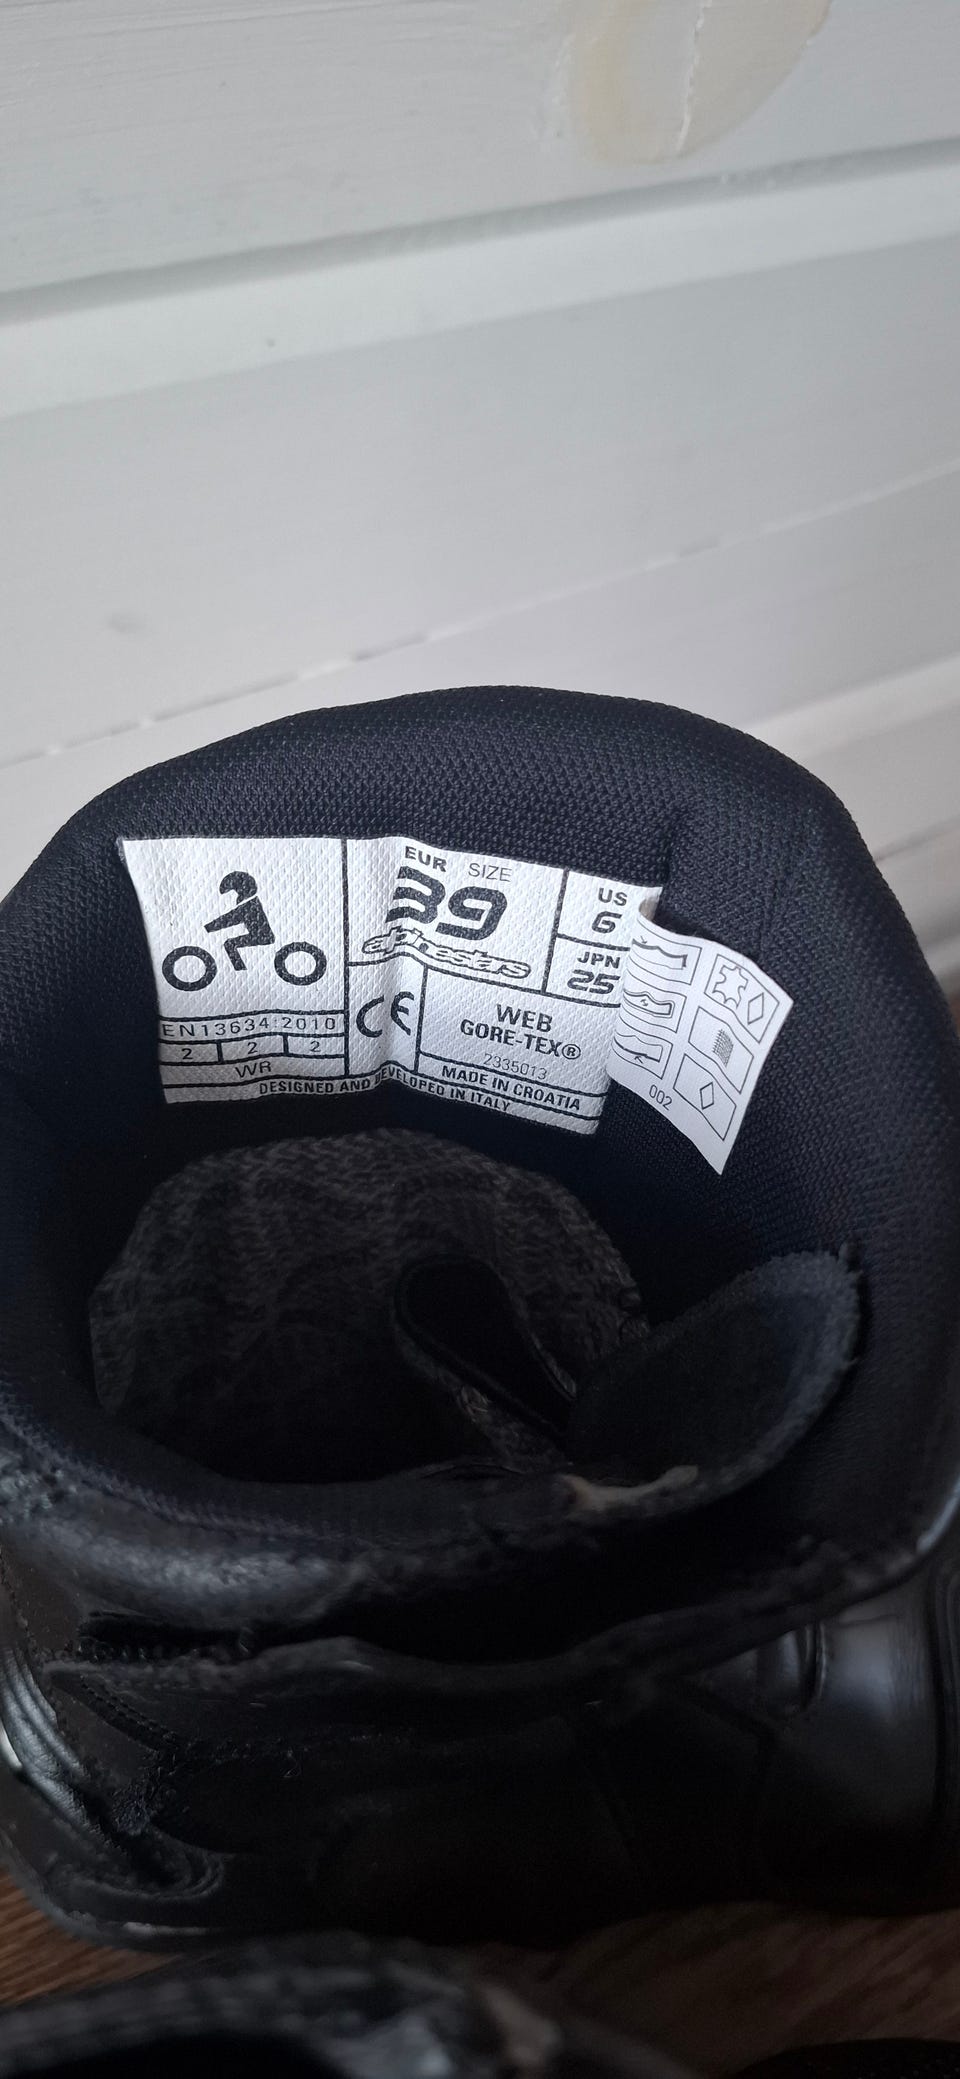 EUR SIZE
39
alpinestars
US
6
JPN
25
EN13634:2010
2 2 2
WR
CE
WEB
GORE-TEX®
2335013
MADE IN CROATIA
DESIGNED AND DEVELOPED IN ITALY
002